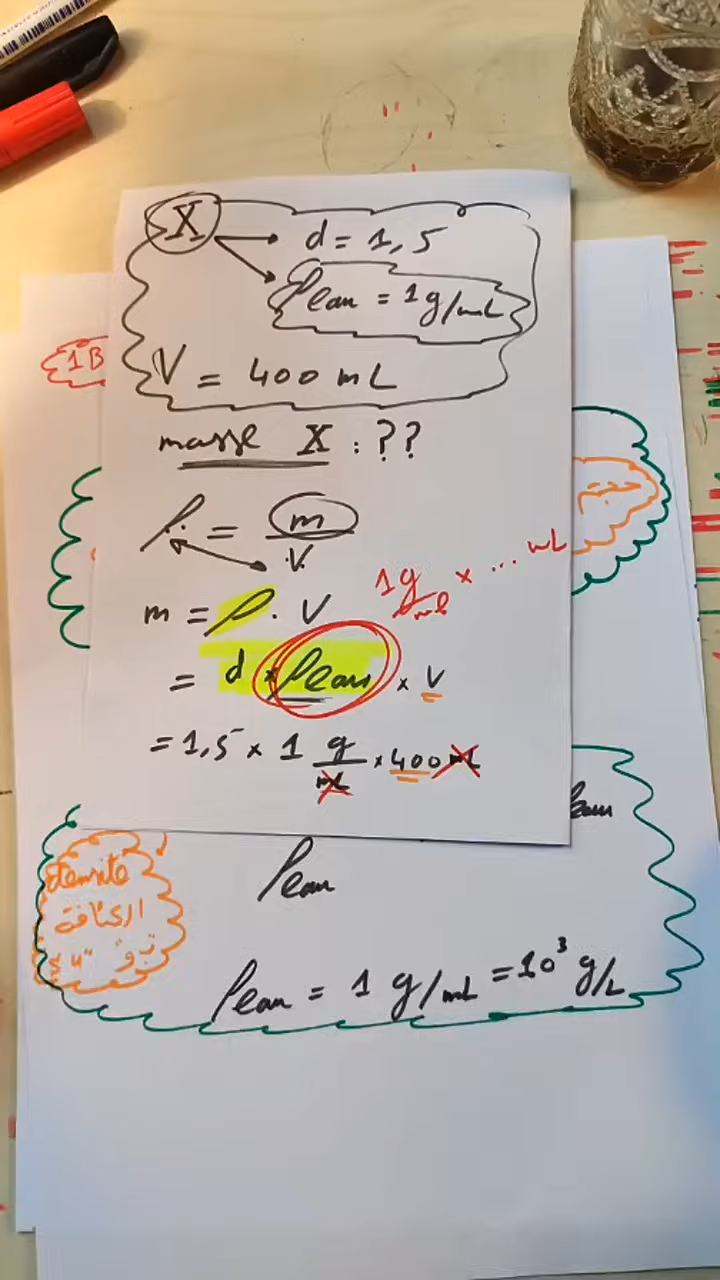 X
d = 1,5
ρeau = 1g/mL
V = 400 mL
1B
masse X : ??
ρ = m/V
1g/ml × ... mL
m = ρ . V
= d × ρeau × V
= 1,5 × 1 g/mL × 400 mL
ρeau
densité
الكثافة
ρeau
ρeau = 1 g/mL = 10³ g/L